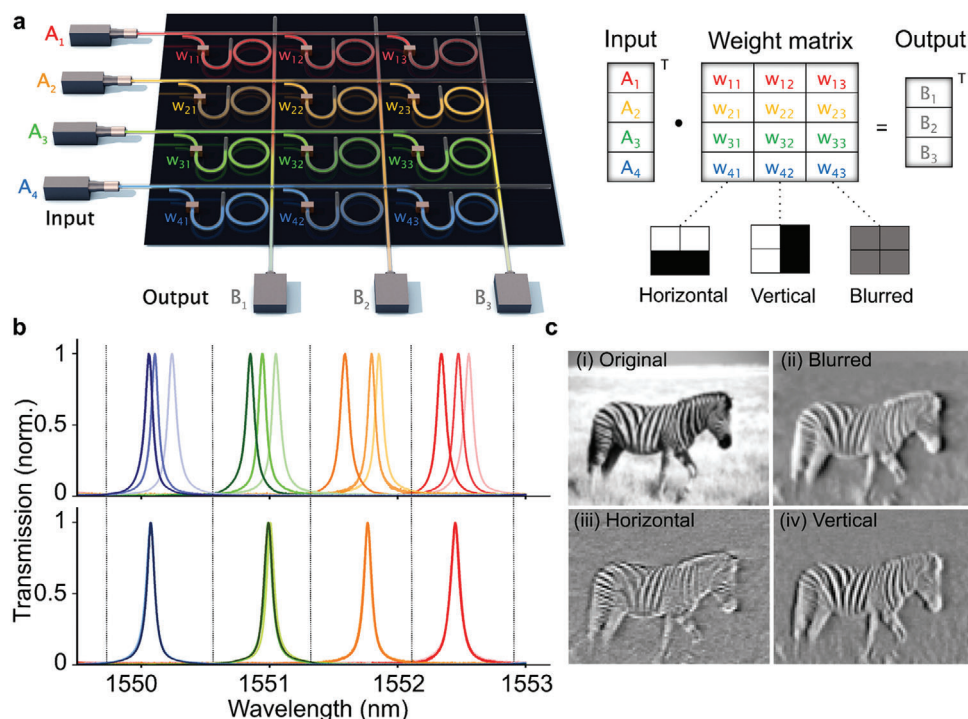 a
A1
A2
A3
A4
Input
w11 w12 w13
w21 w22 w23
w31 w32 w33
w41 w42 w43
Output
B1 B2 B3
Input Weight matrix Output
T T
A1 w11 w12 w13
A2 w21 w22 w23
A3 w31 w32 w33
A4 w41 w42 w43
• =
B1
B2
B3
Horizontal Vertical Blurred
b
Transmission (norm.)
1
0.5
0
1
0.5
0
1550 1551 1552 1553
Wavelength (nm)
c
(i) Original (ii) Blurred
(iii) Horizontal (iv) Vertical